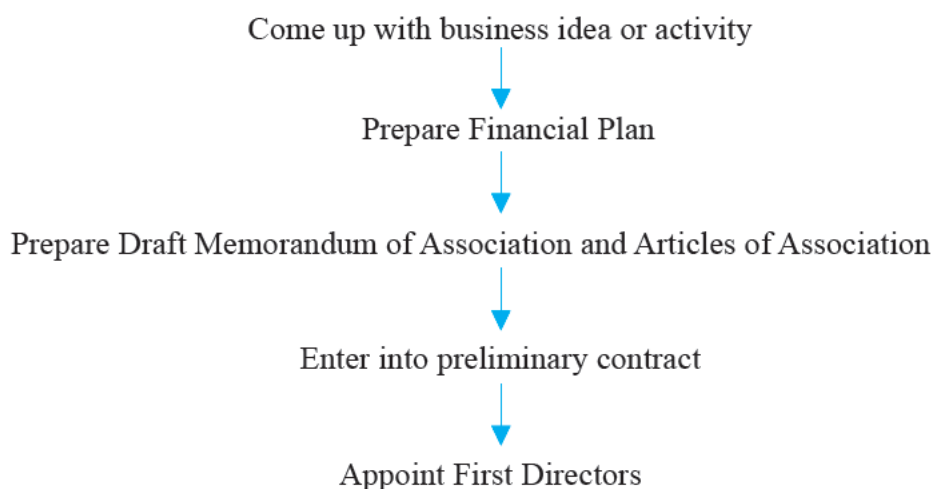 Come up with business idea or activity
Prepare Financial Plan
Prepare Draft Memorandum of Association and Articles of Association
Enter into preliminary contract
Appoint First Directors